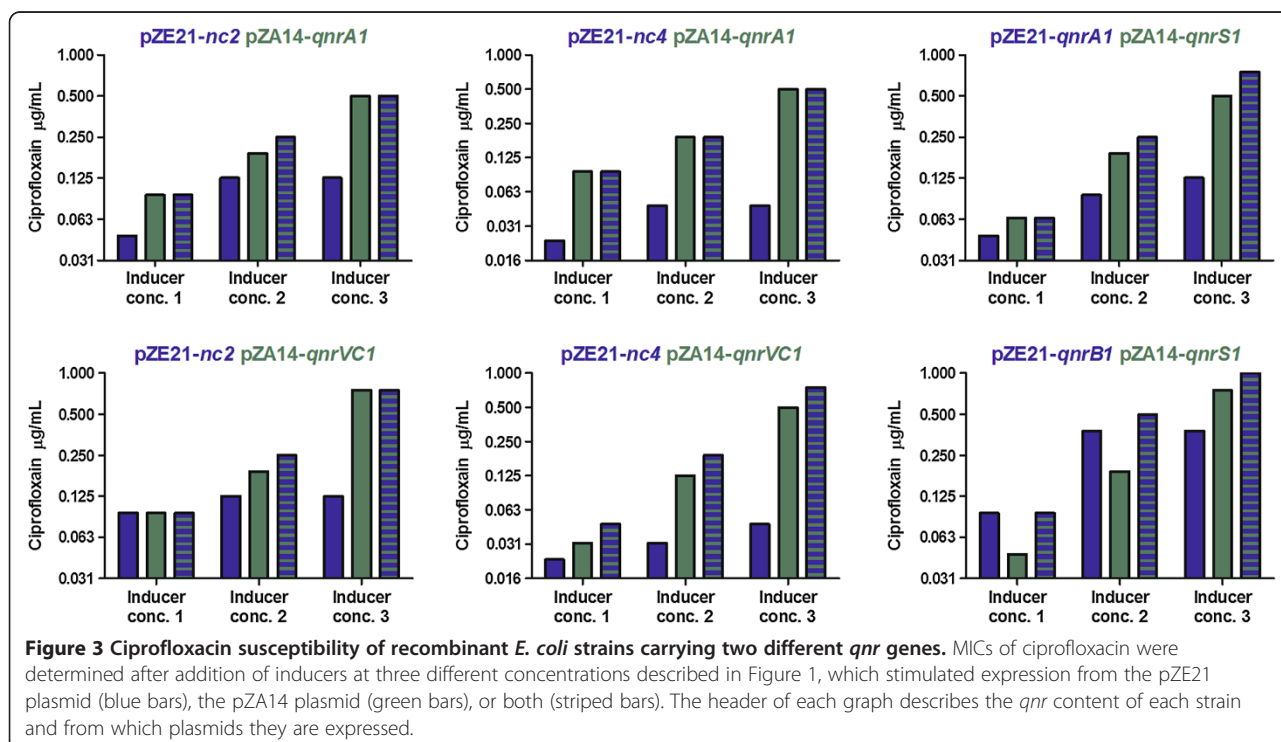 pZE21-nc2 pZA14-qnrA1
Ciprofloxain µg/mL
1.000
0.500
0.250
0.125
0.063
0.031
Inducer conc. 1
Inducer conc. 2
Inducer conc. 3
pZE21-nc4 pZA14-qnrA1
Ciprofloxain µg/mL
1.000
0.500
0.250
0.125
0.063
0.031
0.016
Inducer conc. 1
Inducer conc. 2
Inducer conc. 3
pZE21-qnrA1 pZA14-qnrS1
Ciprofloxain µg/mL
1.000
0.500
0.250
0.125
0.063
0.031
Inducer conc. 1
Inducer conc. 2
Inducer conc. 3
pZE21-nc2 pZA14-qnrVC1
Ciprofloxain µg/mL
1.000
0.500
0.250
0.125
0.063
0.031
Inducer conc. 1
Inducer conc. 2
Inducer conc. 3
pZE21-nc4 pZA14-qnrVC1
Ciprofloxain µg/mL
1.000
0.500
0.250
0.125
0.063
0.031
0.016
Inducer conc. 1
Inducer conc. 2
Inducer conc. 3
pZE21-qnrB1 pZA14-qnrS1
Ciprofloxain µg/mL
1.000
0.500
0.250
0.125
0.063
0.031
Inducer conc. 1
Inducer conc. 2
Inducer conc. 3
Figure 3 Ciprofloxacin susceptibility of recombinant E. coli strains carrying two different qnr genes. MICs of ciprofloxacin were
determined after addition of inducers at three different concentrations described in Figure 1, which stimulated expression from the pZE21
plasmid (blue bars), the pZA14 plasmid (green bars), or both (striped bars). The header of each graph describes the qnr content of each strain
and from which plasmids they are expressed.